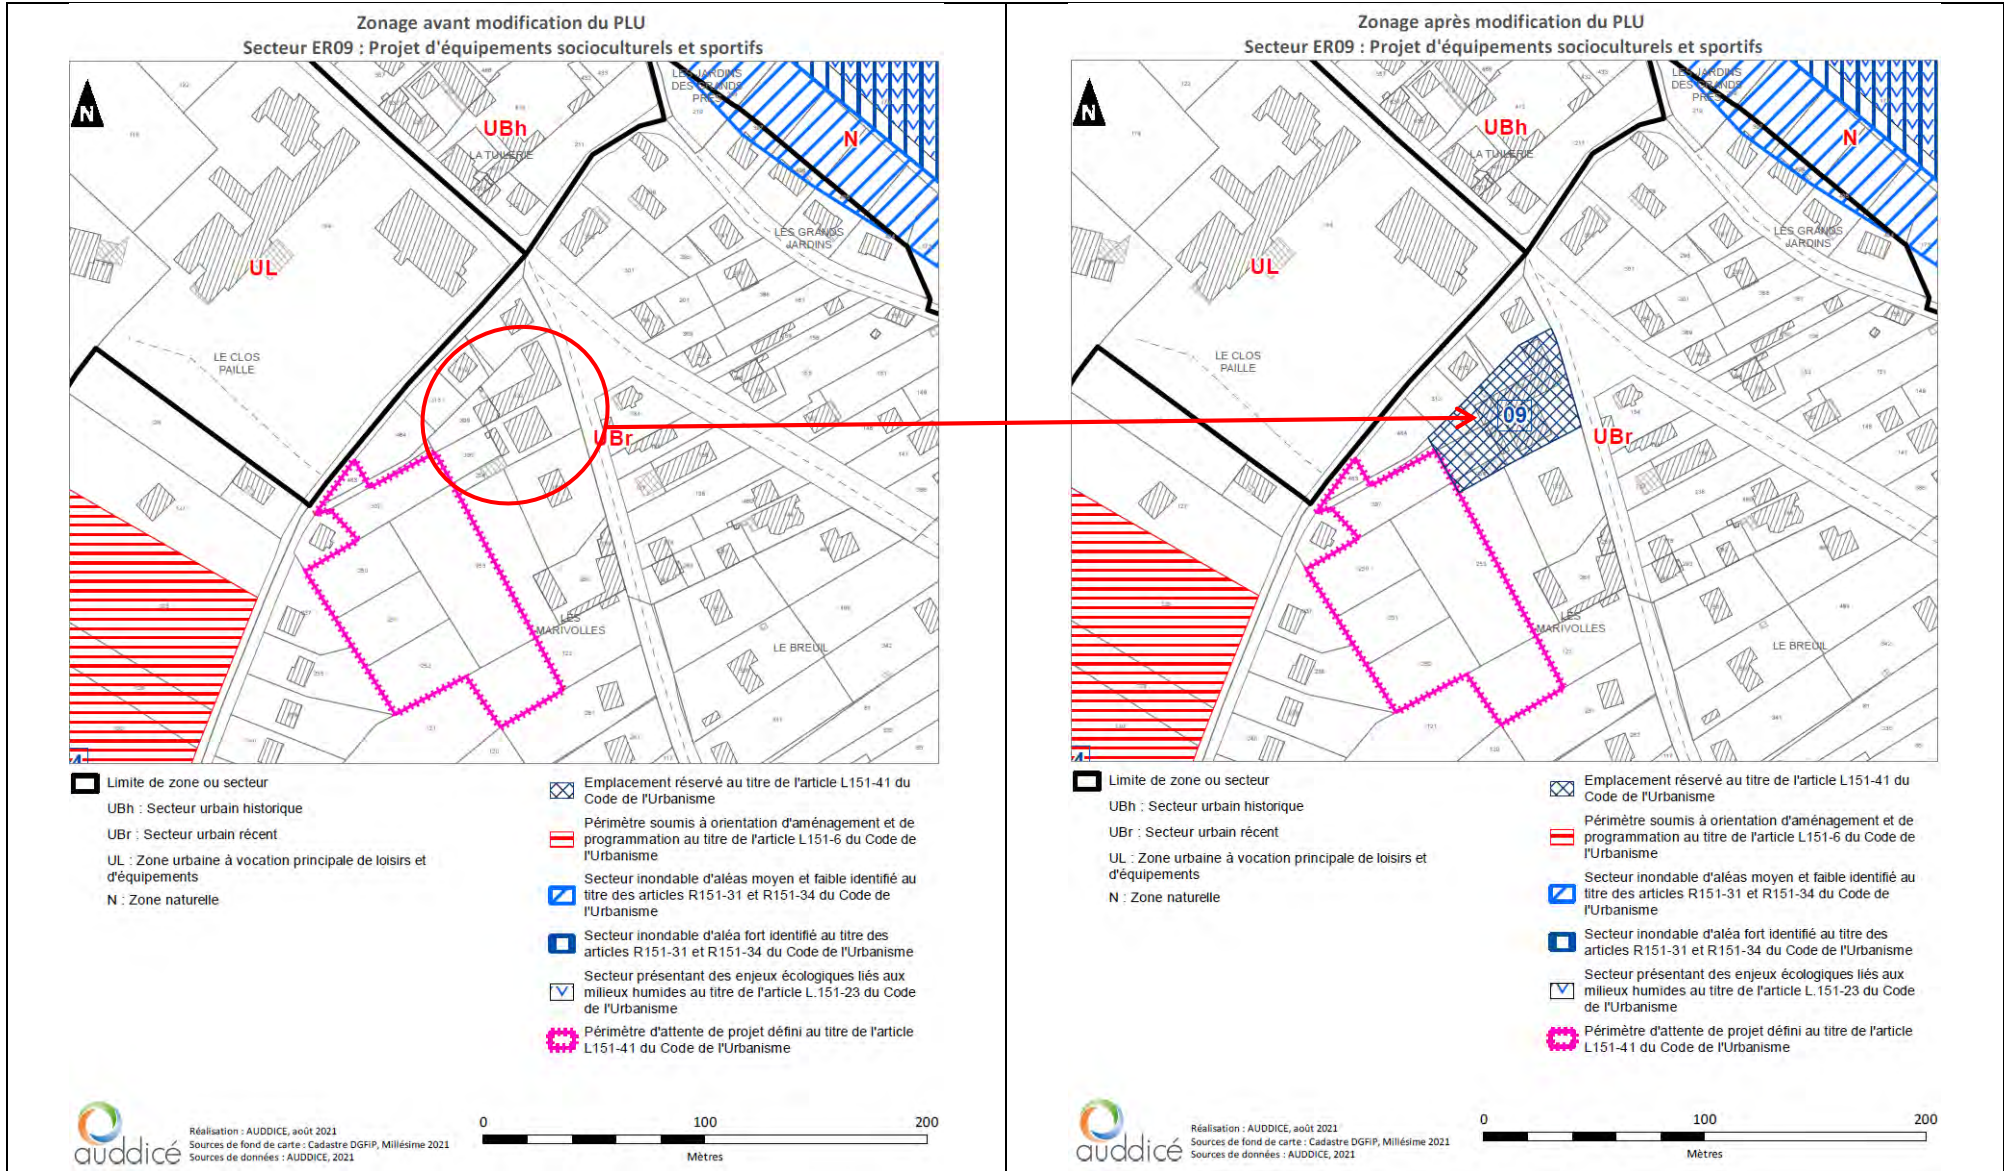 Zonage avant modification du PLU
Secteur ER09 : Projet d'équipements socioculturels et sportifs
N
UBh
LA TUILERIE
LES JARDINS
DES GRANDS
PRES
N
LES GRANDS
JARDINS
UL
LE CLOS
PAILLE
UBr
LES
MARIVOLLES
LE BREUIL
4
Limite de zone ou secteur
UBh : Secteur urbain historique
UBr : Secteur urbain récent
UL : Zone urbaine à vocation principale de loisirs et
d'équipements
N : Zone naturelle
Emplacement réservé au titre de l'article L151-41 du
Code de l'Urbanisme
Périmètre soumis à orientation d'aménagement et de
programmation au titre de l'article L151-6 du Code de
l'Urbanisme
Secteur inondable d'aléas moyen et faible identifié au
titre des articles R151-31 et R151-34 du Code de
l'Urbanisme
Secteur inondable d'aléa fort identifié au titre des
articles R151-31 et R151-34 du Code de l'Urbanisme
Secteur présentant des enjeux écologiques liés aux
milieux humides au titre de l'article L.151-23 du Code
de l'Urbanisme
Périmètre d'attente de projet défini au titre de l'article
L151-41 du Code de l'Urbanisme
auddicé
Réalisation : AUDDICE, août 2021
Sources de fond de carte : Cadastre DGFiP, Millésime 2021
Sources de données : AUDDICE, 2021
0 100 200
Mètres
Zonage après modification du PLU
Secteur ER09 : Projet d'équipements socioculturels et sportifs
N
UBh
LA TUILERIE
LES JARDINS
DES GRANDS
PRES
N
LES GRANDS
JARDINS
UL
LE CLOS
PAILLE
09
UBr
LES
MARIVOLLES
LE BREUIL
4
Limite de zone ou secteur
UBh : Secteur urbain historique
UBr : Secteur urbain récent
UL : Zone urbaine à vocation principale de loisirs et
d'équipements
N : Zone naturelle
Emplacement réservé au titre de l'article L151-41 du
Code de l'Urbanisme
Périmètre soumis à orientation d'aménagement et de
programmation au titre de l'article L151-6 du Code de
l'Urbanisme
Secteur inondable d'aléas moyen et faible identifié au
titre des articles R151-31 et R151-34 du Code de
l'Urbanisme
Secteur inondable d'aléa fort identifié au titre des
articles R151-31 et R151-34 du Code de l'Urbanisme
Secteur présentant des enjeux écologiques liés aux
milieux humides au titre de l'article L.151-23 du Code
de l'Urbanisme
Périmètre d'attente de projet défini au titre de l'article
L151-41 du Code de l'Urbanisme
auddicé
Réalisation : AUDDICE, août 2021
Sources de fond de carte : Cadastre DGFiP, Millésime 2021
Sources de données : AUDDICE, 2021
0 100 200
Mètres